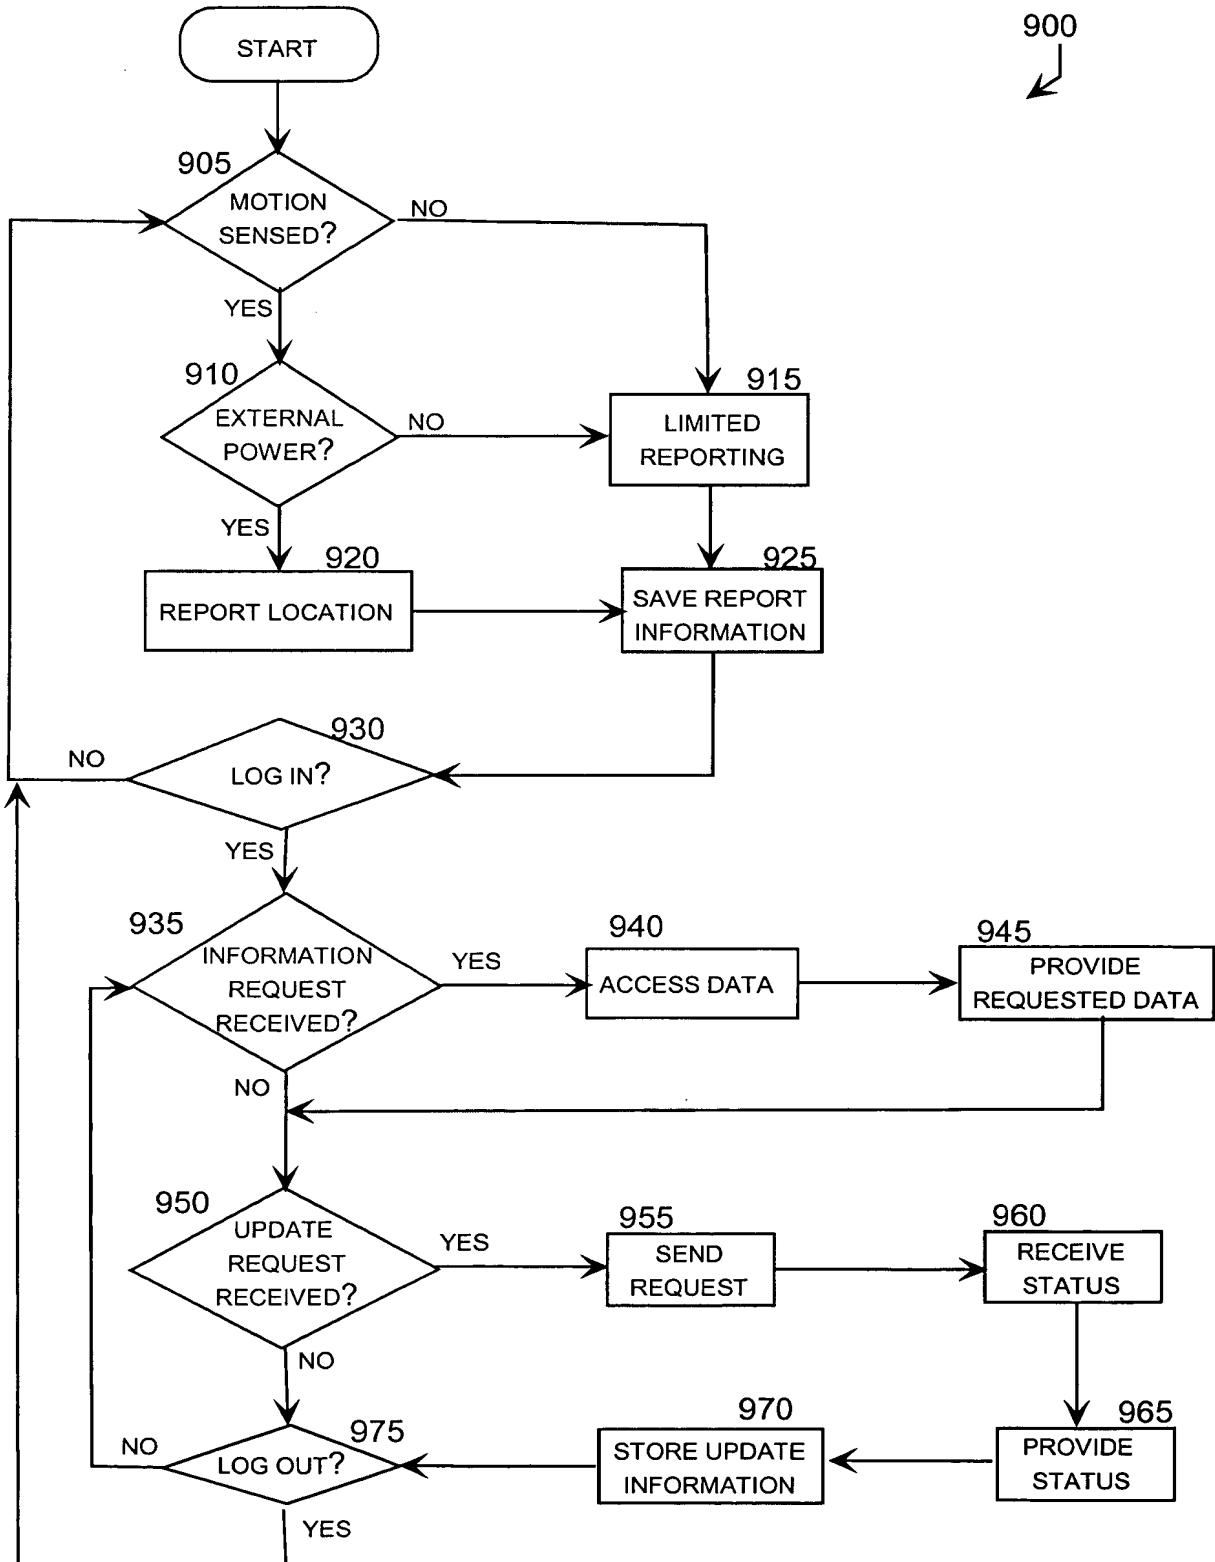 START
900
905
MOTION
SENSED?
NO
YES
910
EXTERNAL
POWER?
NO
915
LIMITED
REPORTING
YES
920
REPORT LOCATION
925
SAVE REPORT
INFORMATION
930
LOG IN?
NO
YES
935
INFORMATION
REQUEST
RECEIVED?
YES
940
ACCESS DATA
945
PROVIDE
REQUESTED DATA
NO
950
UPDATE
REQUEST
RECEIVED?
YES
955
SEND
REQUEST
960
RECEIVE
STATUS
NO
965
PROVIDE
STATUS
970
STORE UPDATE
INFORMATION
975
LOG OUT?
NO
YES